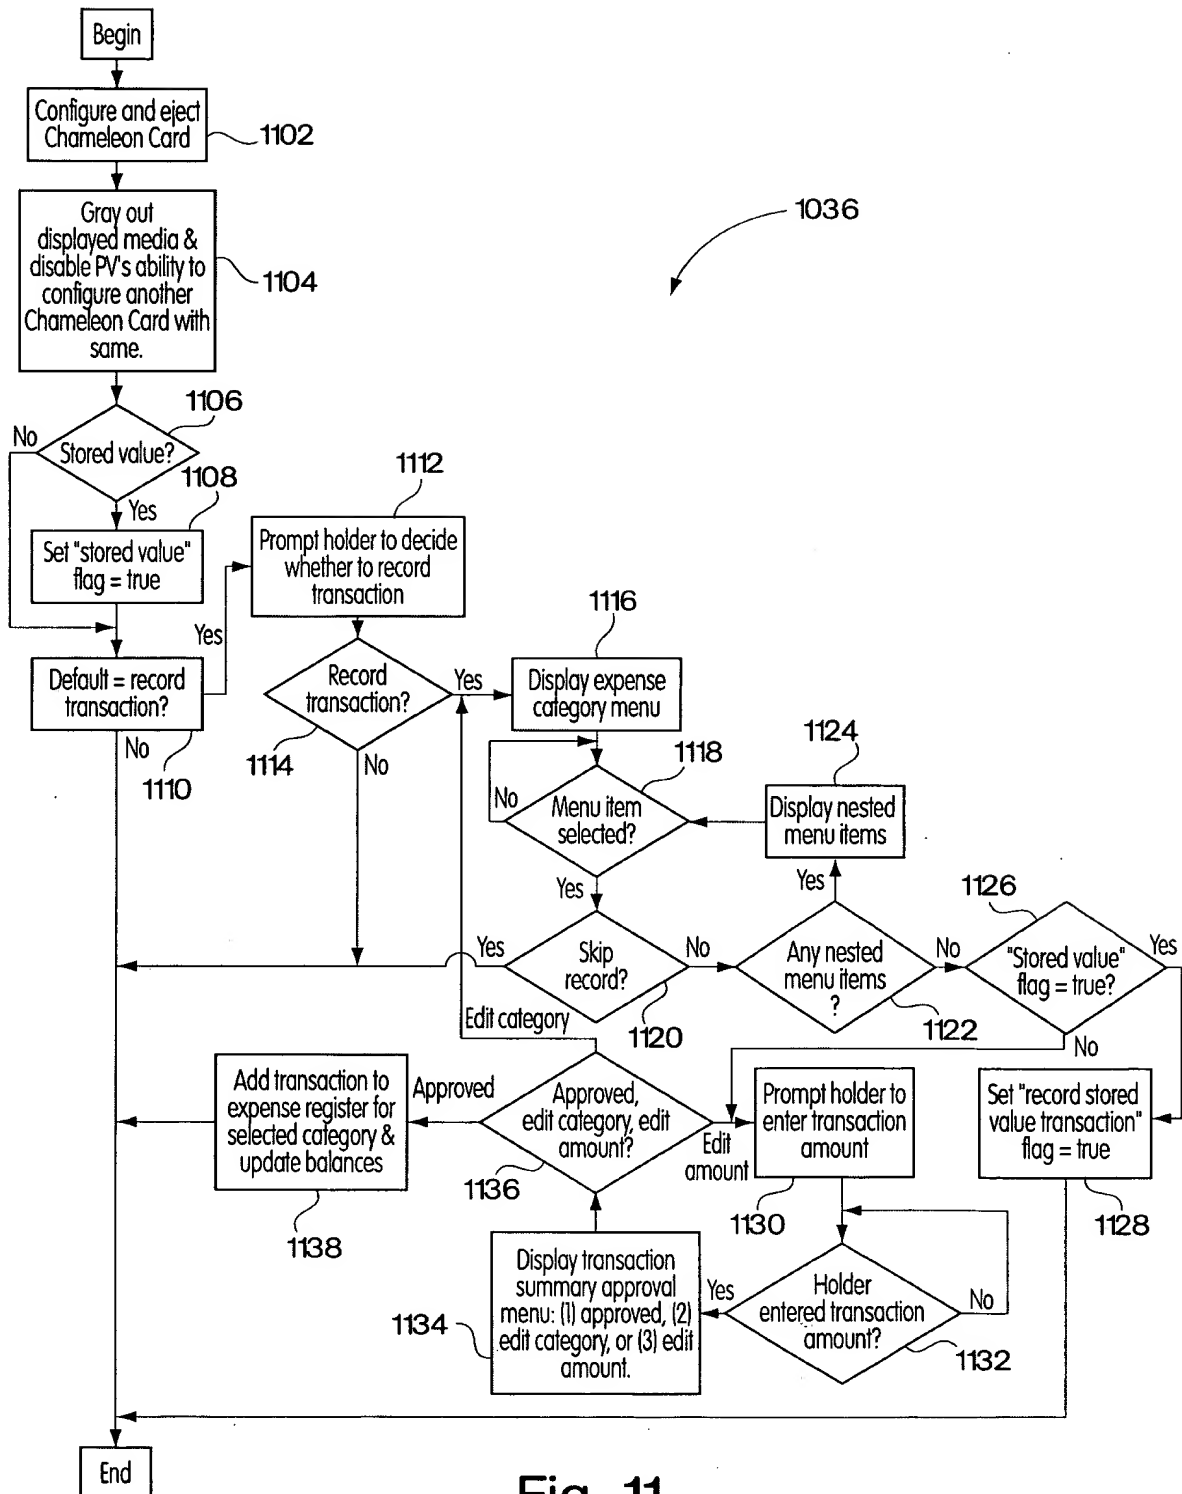 Begin
Configure and eject
Chameleon Card
1102
Gray out
displayed media &
disable PV's ability to
configure another
Chameleon Card with
same.
1104
1036
1106
No
Stored value?
1108
Yes
Set "stored value"
flag = true
1112
Prompt holder to decide
whether to record
transaction
Yes
Default = record
transaction?
No
1110
Record
transaction?
Yes
1114
No
1116
Display expense
category menu
1118
No
Menu item
selected?
Yes
1124
Display nested
menu items
Yes
1126
Yes
Skip
record?
No
1120
Any nested
menu items
?
No
1122
"Stored value"
flag = true?
Yes
No
Edit category
Add transaction to
expense register for
selected category &
update balances
Approved
1138
Approved,
edit category, edit
amount?
Edit
amount
1136
Prompt holder to
enter transaction
amount
1130
Set "record stored
value transaction"
flag = true
1128
Display transaction
summary approval
menu: (1) approved, (2)
edit category, or (3) edit
amount.
1134
Yes
Holder
entered transaction
amount?
No
1132
End
Fig. 11